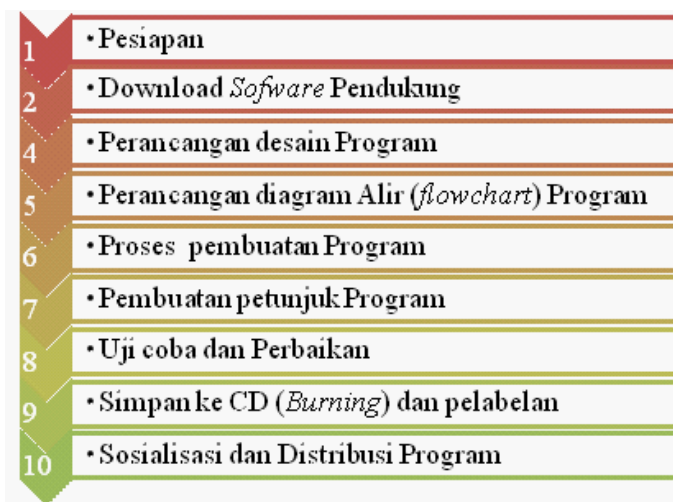 1 • Pesiapan
2 • Download Sofware Pendukung
4 • Perancangan desain Program
5 • Perancangan diagram Alir (flowchart) Program
6 • Proses pembuatan Program
7 • Pembuatan petunjuk Program
8 • Uji coba dan Perbaikan
9 • Simpan ke CD (Burning) dan pelabelan
10 • Sosialisasi dan Distribusi Program